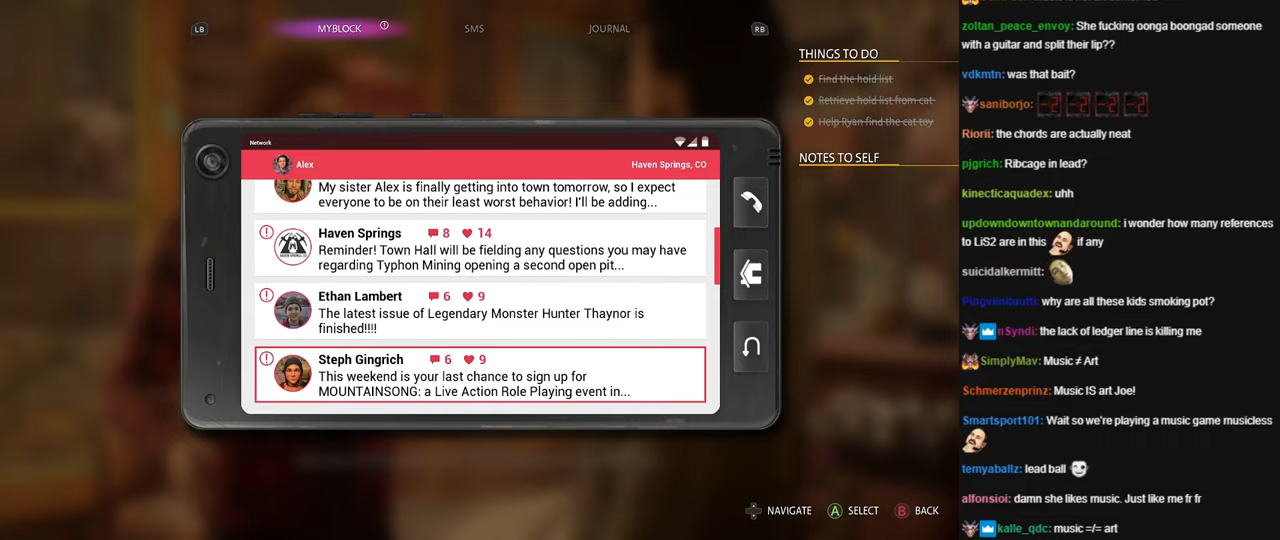 LB
MYBLOCK
SMS
JOURNAL
RB
THINGS TO DO
Find the hold list
Retrieve hold list from cat
Help Ryan find the cat toy
NOTES TO SELF
Network
Alex
Haven Springs, CO
My sister Alex is finally getting into town tomorrow, so I expect
everyone to be on their least worst behavior! I'll be adding...
Haven Springs 8 14
Reminder! Town Hall will be fielding any questions you may have
regarding Typhon Mining opening a second open pit...
Ethan Lambert 6 9
The latest issue of Legendary Monster Hunter Thaynor is
finished!!!!
Steph Gingrich 6 9
This weekend is your last chance to sign up for
MOUNTAINSONG: a Live Action Role Playing event in...
NAVIGATE A SELECT B BACK
zoltan_peace_envoy: She fucking oonga boongad someone
with a guitar and split their lip??
vdkmtn: was that bait?
saniborjo: -2 -2 -2 -2
Riorii: the chords are actually neat
pjgrich: Ribcage in lead?
kinecticaquadex: uhh
updowndowntownandaround: i wonder how many references
to LiS2 are in this if any
suicidalkermitt:
Pingviinituutti: why are all these kids smoking pot?
nSyndi: the lack of ledger line is killing me
SimplyMav: Music ≠ Art
Schmerzenprinz: Music IS art Joe!
Smartsport101: Wait so we're playing a music game musicless
temyaballz: lead ball
alfonsioi: damn she likes music. Just like me fr fr
kalle_qdc: music =/= art